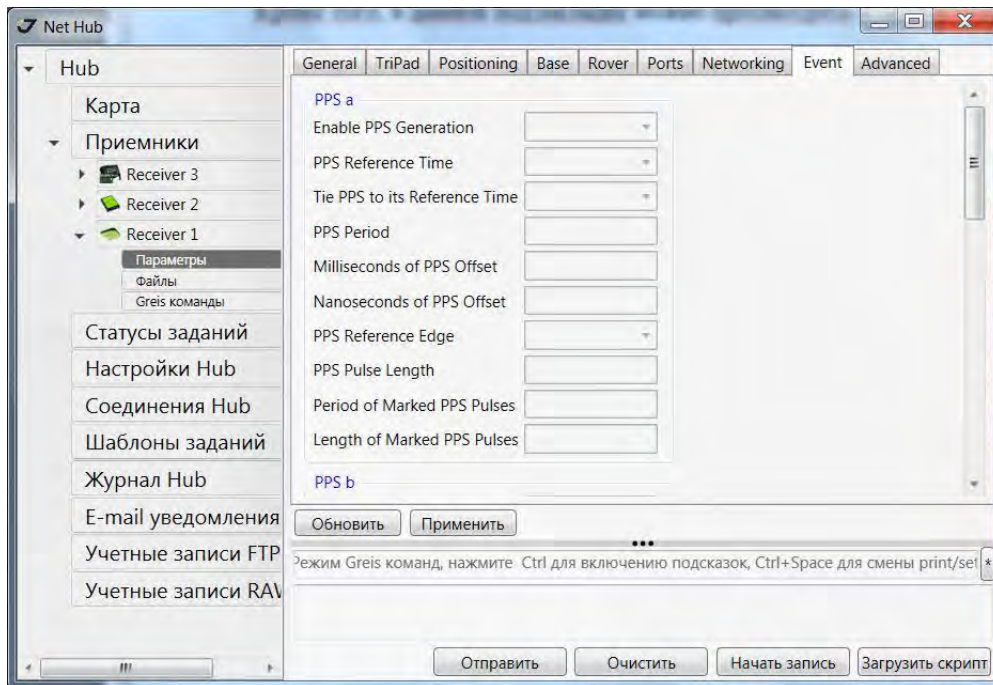 Net Hub
Hub
Карта
Приемники
Receiver 3
Receiver 2
Receiver 1
Параметры
Файлы
Greis команды
Статусы заданий
Настройки Hub
Соединения Hub
Шаблоны заданий
Журнал Hub
E-mail уведомления
Учетные записи FTP
Учетные записи RAW
General TriPad Positioning Base Rover Ports Networking Event Advanced
PPS a
Enable PPS Generation
PPS Reference Time
Tie PPS to its Reference Time
PPS Period
Milliseconds of PPS Offset
Nanoseconds of PPS Offset
PPS Reference Edge
PPS Pulse Length
Period of Marked PPS Pulses
Length of Marked PPS Pulses
PPS b
Обновить Применить
Режим Greis команд, нажмите Ctrl для включению подсказок, Ctrl+Space для смены print/set *
Отправить Очистить Начать запись Загрузить скрипт